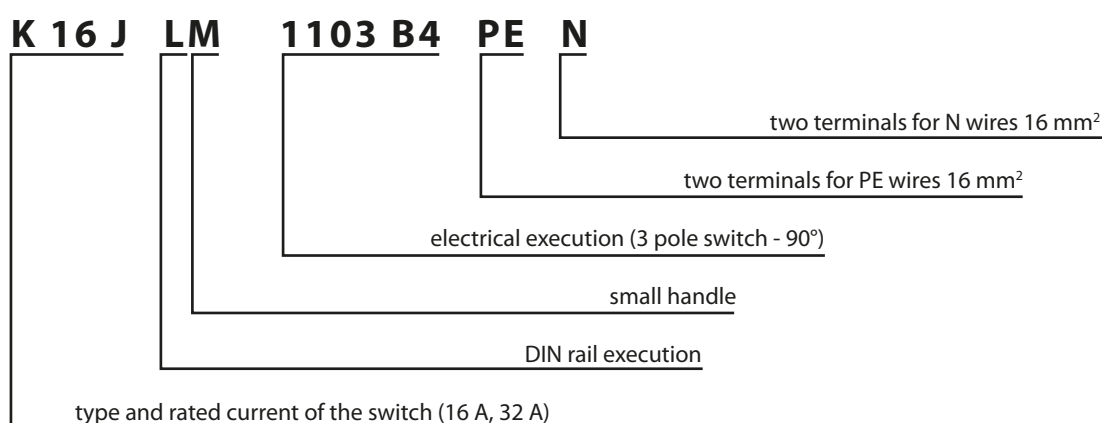 K 16 J LM 1103 B4 PE N
two terminals for N wires 16 mm²
two terminals for PE wires 16 mm²
electrical execution (3 pole switch - 90°)
small handle
DIN rail execution
type and rated current of the switch (16 A, 32 A)